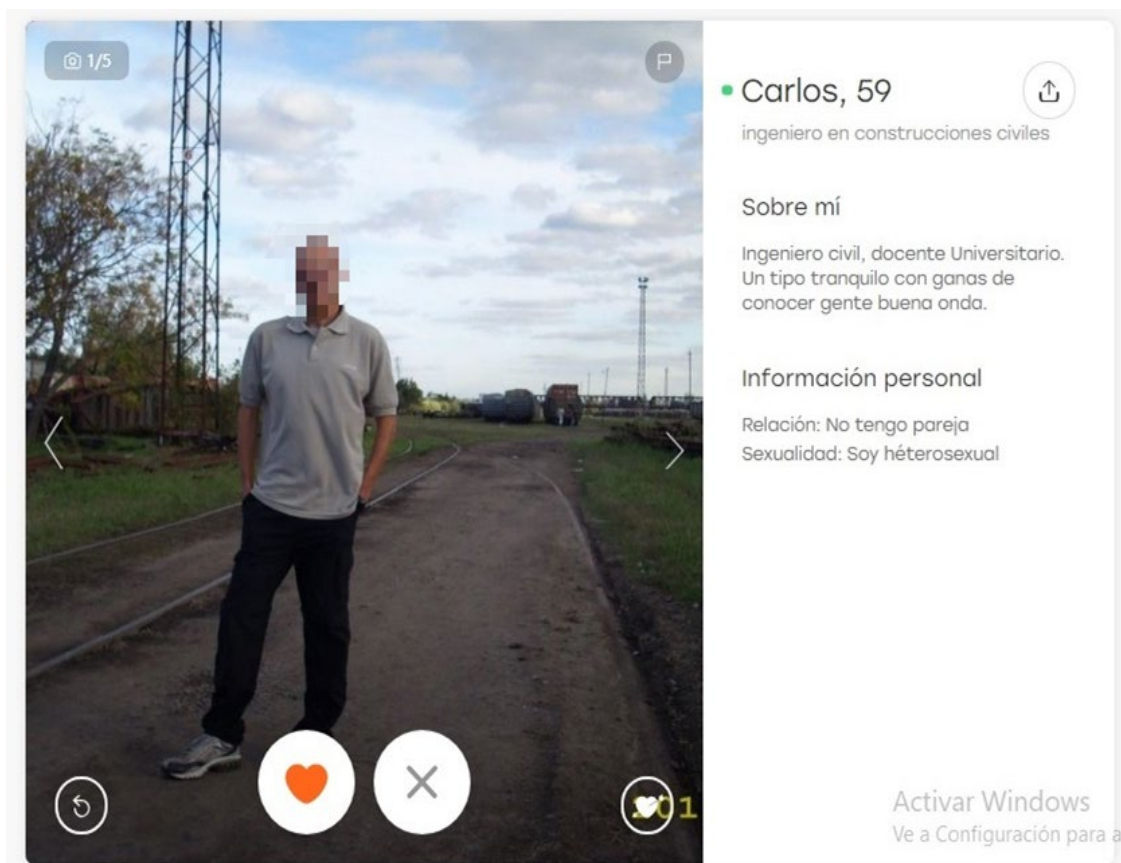 1/5
Carlos, 59
ingeniero en construcciones civiles
Sobre mí
Ingeniero civil, docente Universitario.
Un tipo tranquilo con ganas de
conocer gente buena onda.
Información personal
Relación: No tengo pareja
Sexualidad: Soy héterosexual
Activar Windows
Ve a Configuración para a